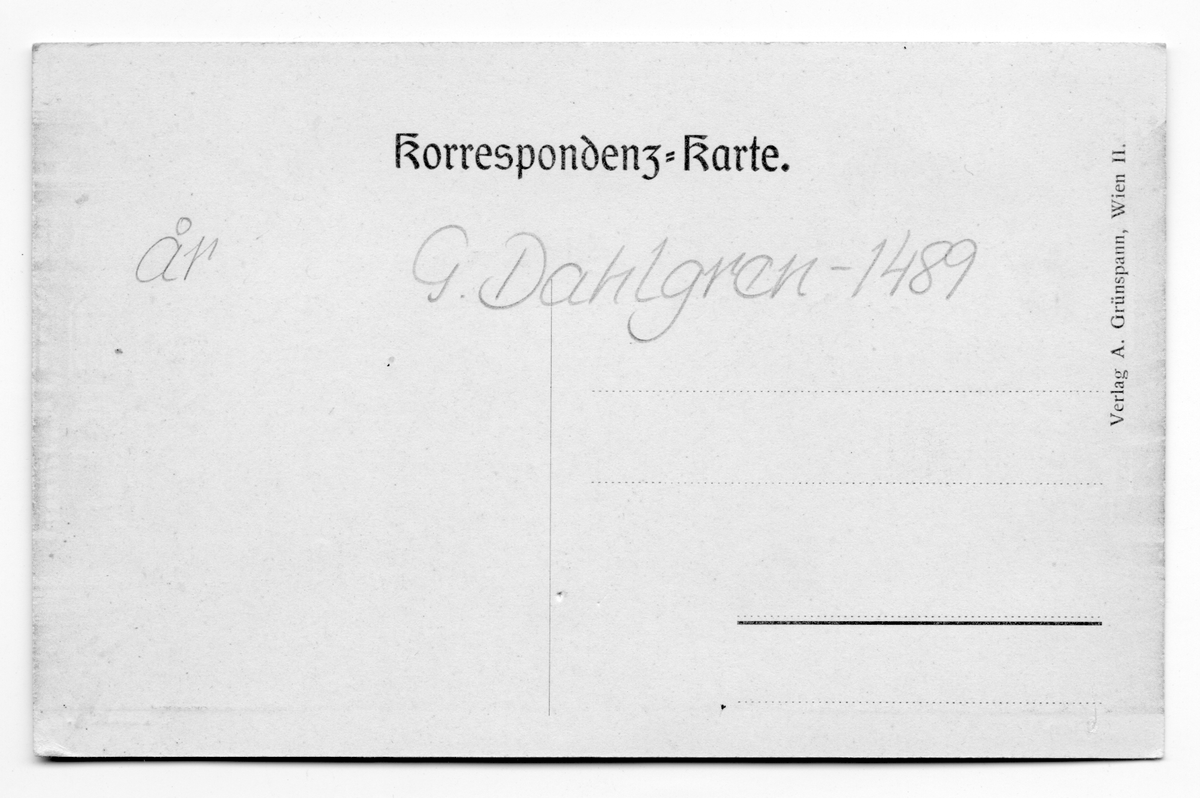 Korrespondenz-Karte.
år
G. Dahlgren-1489
Verlag A. Grünspann, Wien II.